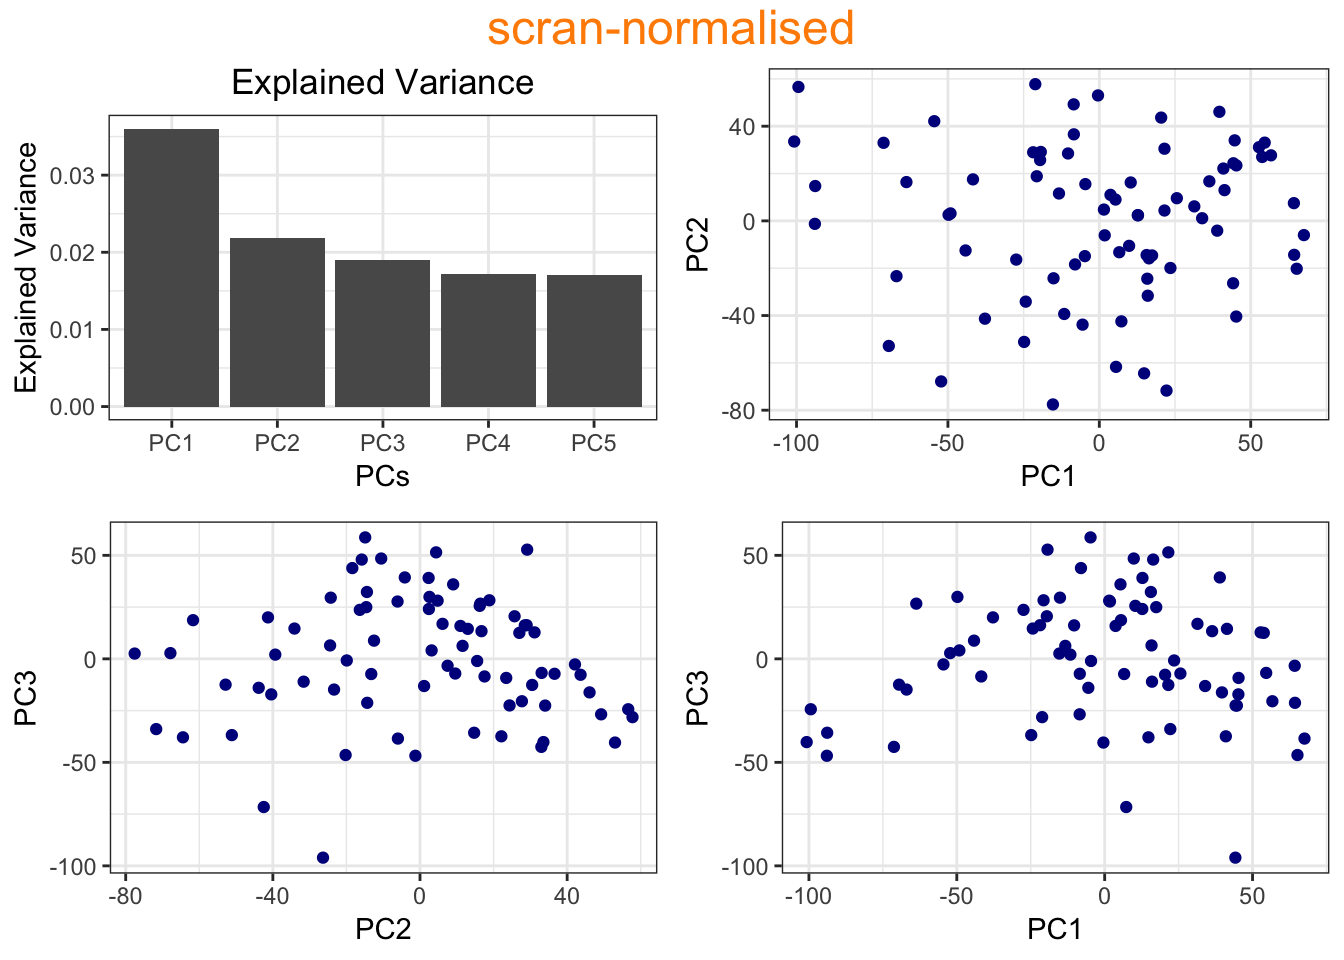 scran-normalised
Explained Variance
Explained Variance
0.03
0.02
0.01
0.00
PC1 PC2 PC3 PC4 PC5
PCs
PC2
40
0
-40
-80
-100 -50 0 50
PC1
PC3
50
0
-50
-100
-80 -40 0 40
PC2
PC3
50
0
-50
-100
-100 -50 0 50
PC1